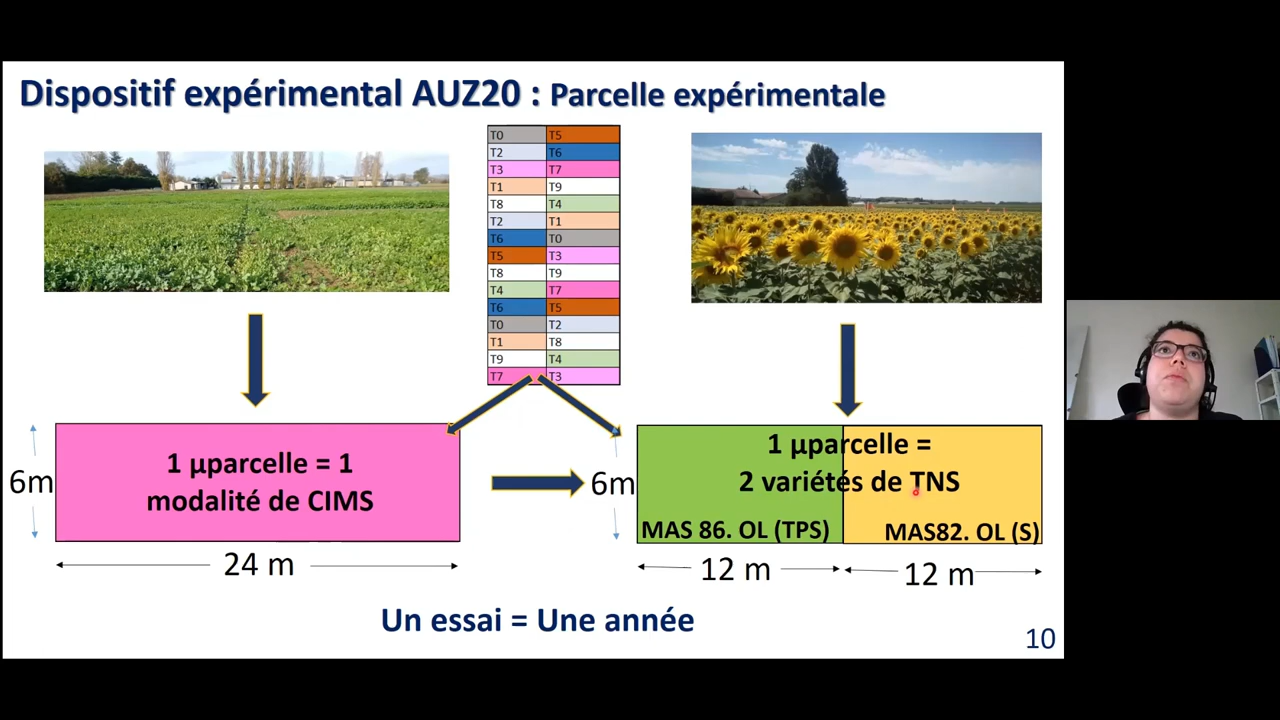 Dispositif expérimental AUZ20 : Parcelle expérimentale
T0 T5
T2 T6
T3 T7
T1 T9
T8 T4
T2 T1
T6 T0
T5 T3
T8 T9
T4 T7
T6 T5
T0 T2
T1 T8
T9 T4
T7 T3
6m
1 µparcelle = 1
modalité de CIMS
24 m
6m
1 µparcelle =
2 variétés de TNS
MAS 86. OL (TPS)
MAS82. OL (S)
12 m
12 m
Un essai = Une année
10